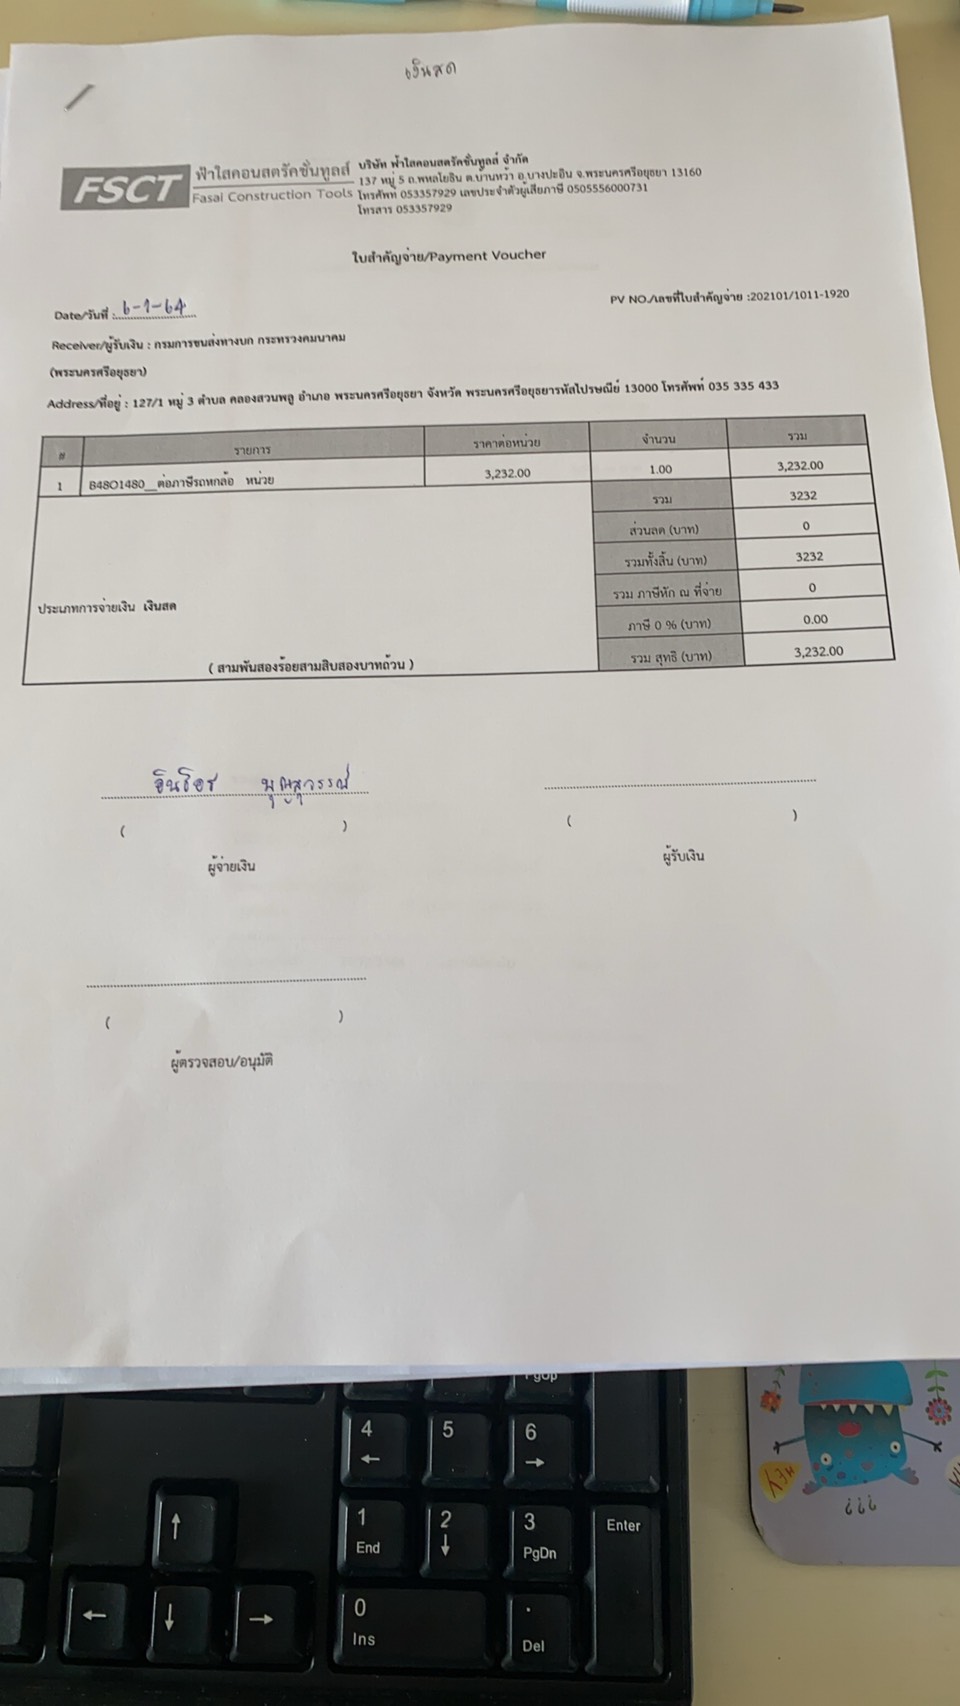 เงินสด
FSCT ฟ้าใสคอนสตรัคชั่นทูลส์ บริษัท ฟ้าใสคอนสตรัคชั่นทูลส์ จำกัด
Fasai Construction Tools 137 หมู่ 5 ถ.พหลโยธิน ต.บ้านหว้า อ.บางปะอิน จ.พระนครศรีอยุธยา 13160
โทรศัพท์ 053357929 เลขประจำตัวผู้เสียภาษี 0505556000731
โทรสาร 053357929
ใบสำคัญจ่าย/Payment Voucher
Date/วันที่ : 6-1-64 PV NO./เลขที่ใบสำคัญจ่าย :202101/1011-1920
Receiver/ผู้รับเงิน : กรมการขนส่งทางบก กระทรวงคมนาคม
(พระนครศรีอยุธยา)
Address/ที่อยู่ : 127/1 หมู่ 3 ตำบล คลองสวนพลู อำเภอ พระนครศรีอยุธยา จังหวัด พระนครศรีอยุธยารหัสไปรษณีย์ 13000 โทรศัพท์ 035 335 433
# รายการ ราคาต่อหน่วย จำนวน รวม
1 B48O1480__ต่อภาษีรถหกล้อ หน่วย 3,232.00 1.00 3,232.00
รวม 3232
ส่วนลด (บาท) 0
รวมทั้งสิ้น (บาท) 3232
รวม ภาษีหัก ณ ที่จ่าย 0
ประเภทการจ่ายเงิน เงินสด
ภาษี 0 % (บาท) 0.00
( สามพันสองร้อยสามสิบสองบาทถ้วน ) รวม สุทธิ (บาท) 3,232.00
( ) ( )
ผู้จ่ายเงิน ผู้รับเงิน
( )
ผู้ตรวจสอบ/อนุมัติ
PgUp
4 5 6
← →
1 2 3 Enter
End ↓ PgDn
↑
0 .
Ins Del
← ↓ →
HEY
???